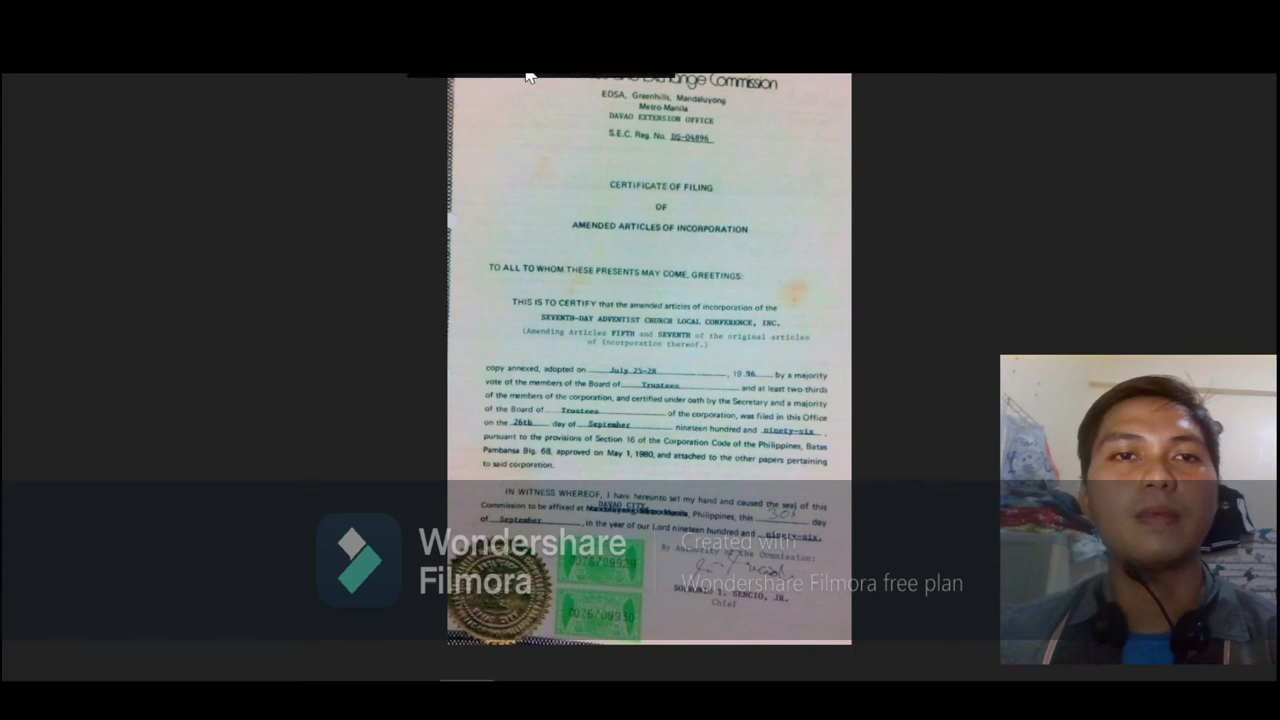 Exchange Commission
EDSA, Greenhills, Mandaluyong
Metro-Manila
DAVAO EXTENSION OFFICE
S.E.C. Reg. No. DS-04896
CERTIFICATE OF FILING
OF
AMENDED ARTICLES OF INCORPORATION
TO ALL TO WHOM THESE PRESENTS MAY COME, GREETINGS:
THIS IS TO CERTIFY that the amended articles of incorporation of the
SEVENTH-DAY ADVENTIST CHURCH LOCAL CONFERENCE, INC.
(Amending Articles FIFTH and SEVENTH of the original articles
of incorporation thereof.)
copy annexed, adopted on July 25-28, 1996 by a majority
vote of the members of the Board of Trustees and at least two-thirds
of the members of the corporation, and certified under oath by the Secretary and a majority
of the Board of Trustees of the corporation, was filed in this Office
on the 26th day of September nineteen hundred and ninety-six,
pursuant to the provisions of Section 16 of the Corporation Code of the Philippines, Batas
Pambansa Blg. 68, approved on May 1, 1980, and attached to the other papers pertaining
to said corporation.
IN WITNESS WHEREOF, I have hereunto set my hand and caused the seal of this
DAVAO CITY
Commission to be affixed at Philippines, this day
of September, in the year of our Lord nineteen hundred and ninety-six.
By Authority of the Commission:
SENCIO, JR.
Chief
Wondershare
Filmora
Created with
Wondershare Filmora free plan